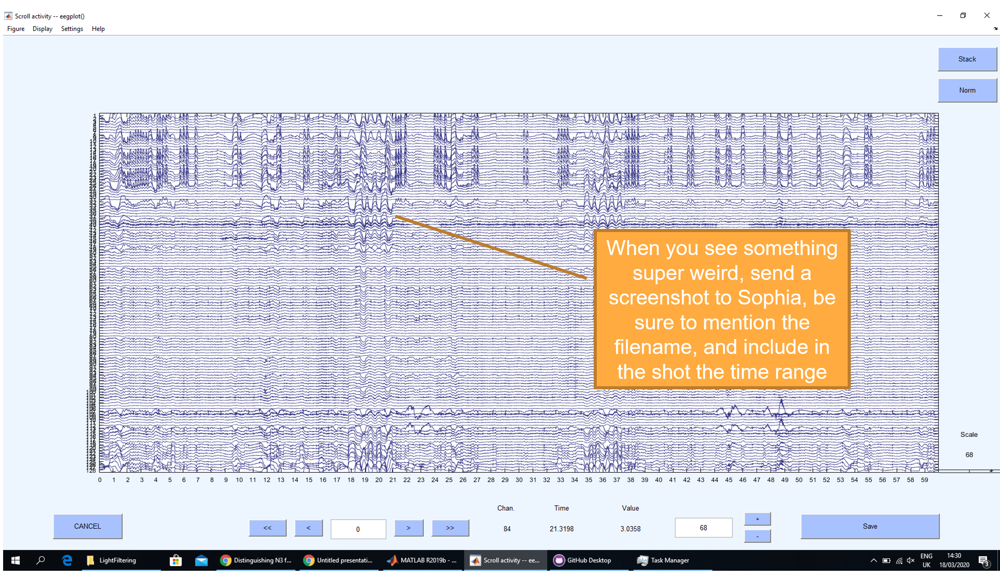 Scroll activity -- eegplot()
Figure Display Settings Help
Stack
Norm
When you see something
super weird, send a
screenshot to Sophia, be
sure to mention the
filename, and include in
the shot the time range
Scale
68
128
0 1 2 3 4 5 6 7 8 9 10 11 12 13 14 15 16 17 18 19 20 21 22 23 24 25 26 27 28 29 30 31 32 33 34 35 36 37 38 39 40 41 42 43 44 45 46 47 48 49 50 51 52 53 54 55 56 57 58 59
Chan. Time Value
CANCEL << < 0 > >> 84 21.3198 3.0358 68 + - Save
LightFiltering Distinguishing N3 f... Untitled presentati... MATLAB R2019b - ... Scroll activity -- ee... GitHub Desktop Task Manager ENG 14:30
UK 18/03/2020 3